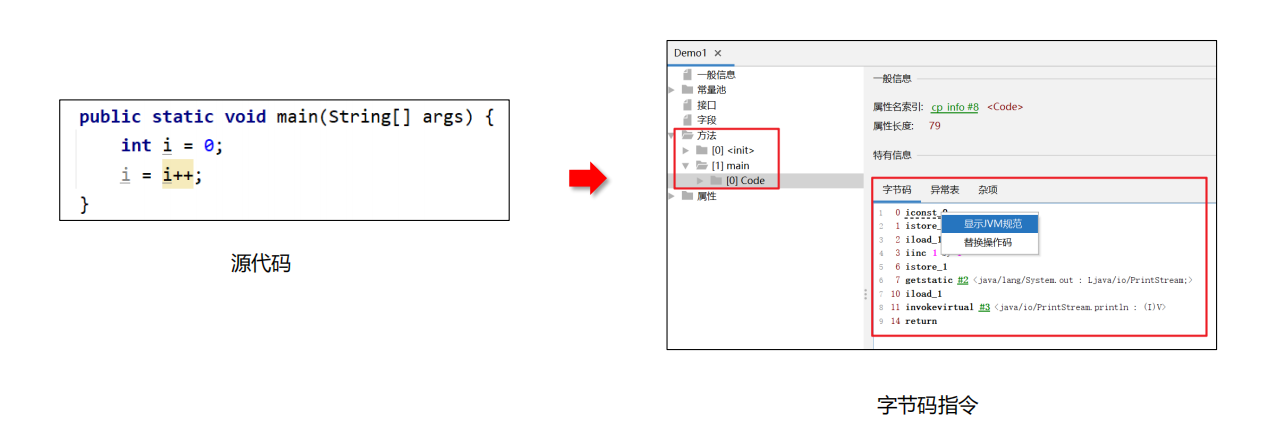 public static void main(String[] args) {
int i = 0;
i = i++;
}
源代码
Demo1 ×
一般信息
常量池
接口
字段
方法
[0] <init>
[1] main
[0] Code
属性
一般信息
属性名索引: cp info #8 <Code>
属性长度: 79
特有信息
字节码 异常表 杂项
1 0 iconst_0
2 1 istore_
3 2 iload_1
4 3 iinc 1
5 6 istore_1
6 7 getstatic #2 <java/lang/System.out : Ljava/io/PrintStream;>
7 10 iload_1
8 11 invokevirtual #3 <java/io/PrintStream.println : (I)V>
9 14 return
显示JVM规范
替换操作码
字节码指令